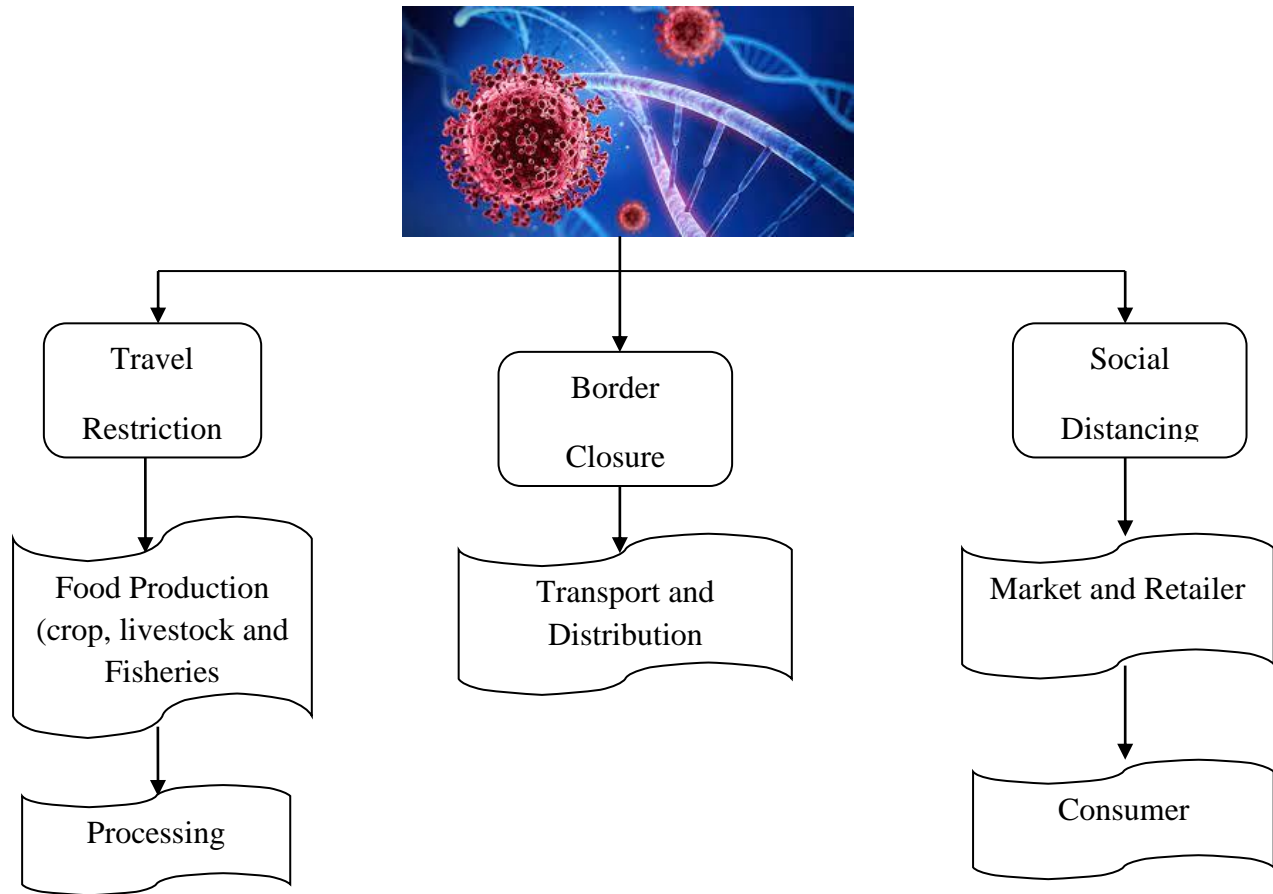 Travel
Restriction
Border
Closure
Social
Distancing
Food Production
(crop, livestock and
Fisheries
Transport and
Distribution
Market and Retailer
Processing
Consumer